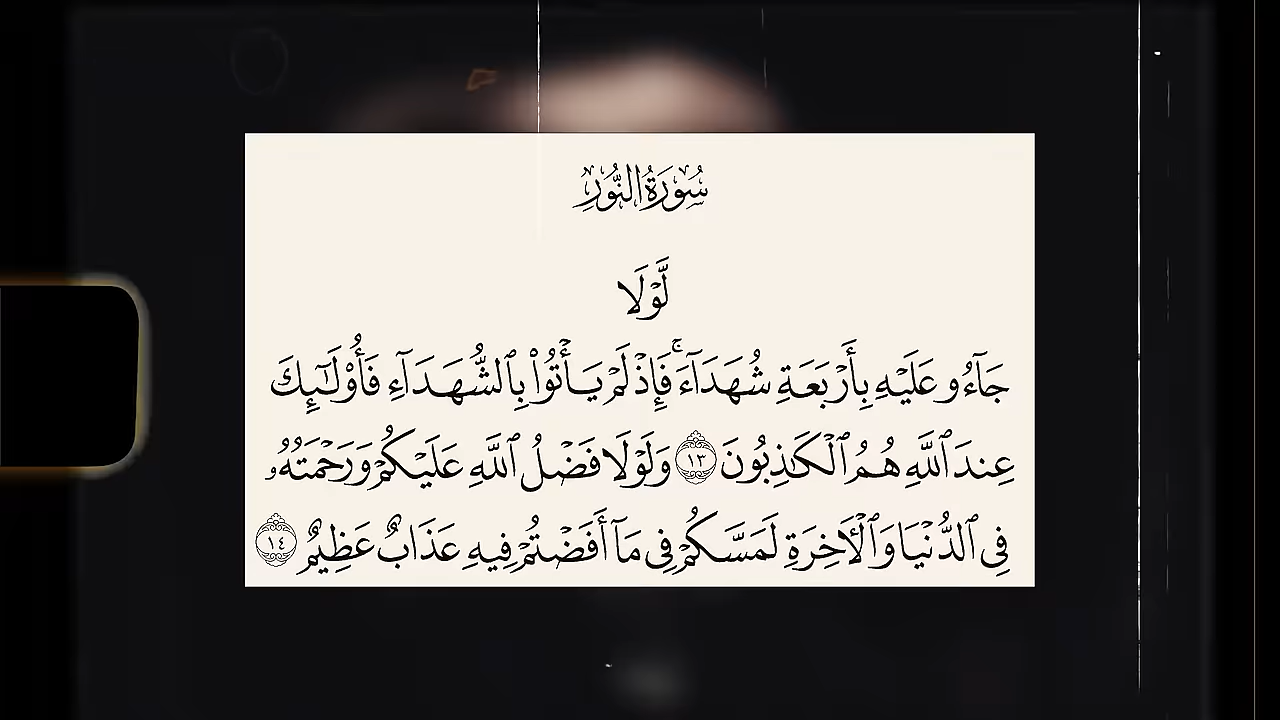 سُورَةُ النُّورِ
لَّوْلَا
جَآءُو عَلَيْهِ بِأَرْبَعَةِ شُهَدَآءَۚ فَإِذْ لَمْ يَأْتُوا۟ بِٱلشُّهَدَآءِ فَأُو۟لَـٰٓئِكَ
عِندَ ٱللَّهِ هُمُ ٱلْكَـٰذِبُونَ ١٣ وَلَوْلَا فَضْلُ ٱللَّهِ عَلَيْكُمْ وَرَحْمَتُهُۥ
فِى ٱلدُّنْيَا وَٱلْـَٔاخِرَةِ لَمَسَّكُمْ فِى مَآ أَفَضْتُمْ فِيهِ عَذَابٌ عَظِيمٌ ١٤